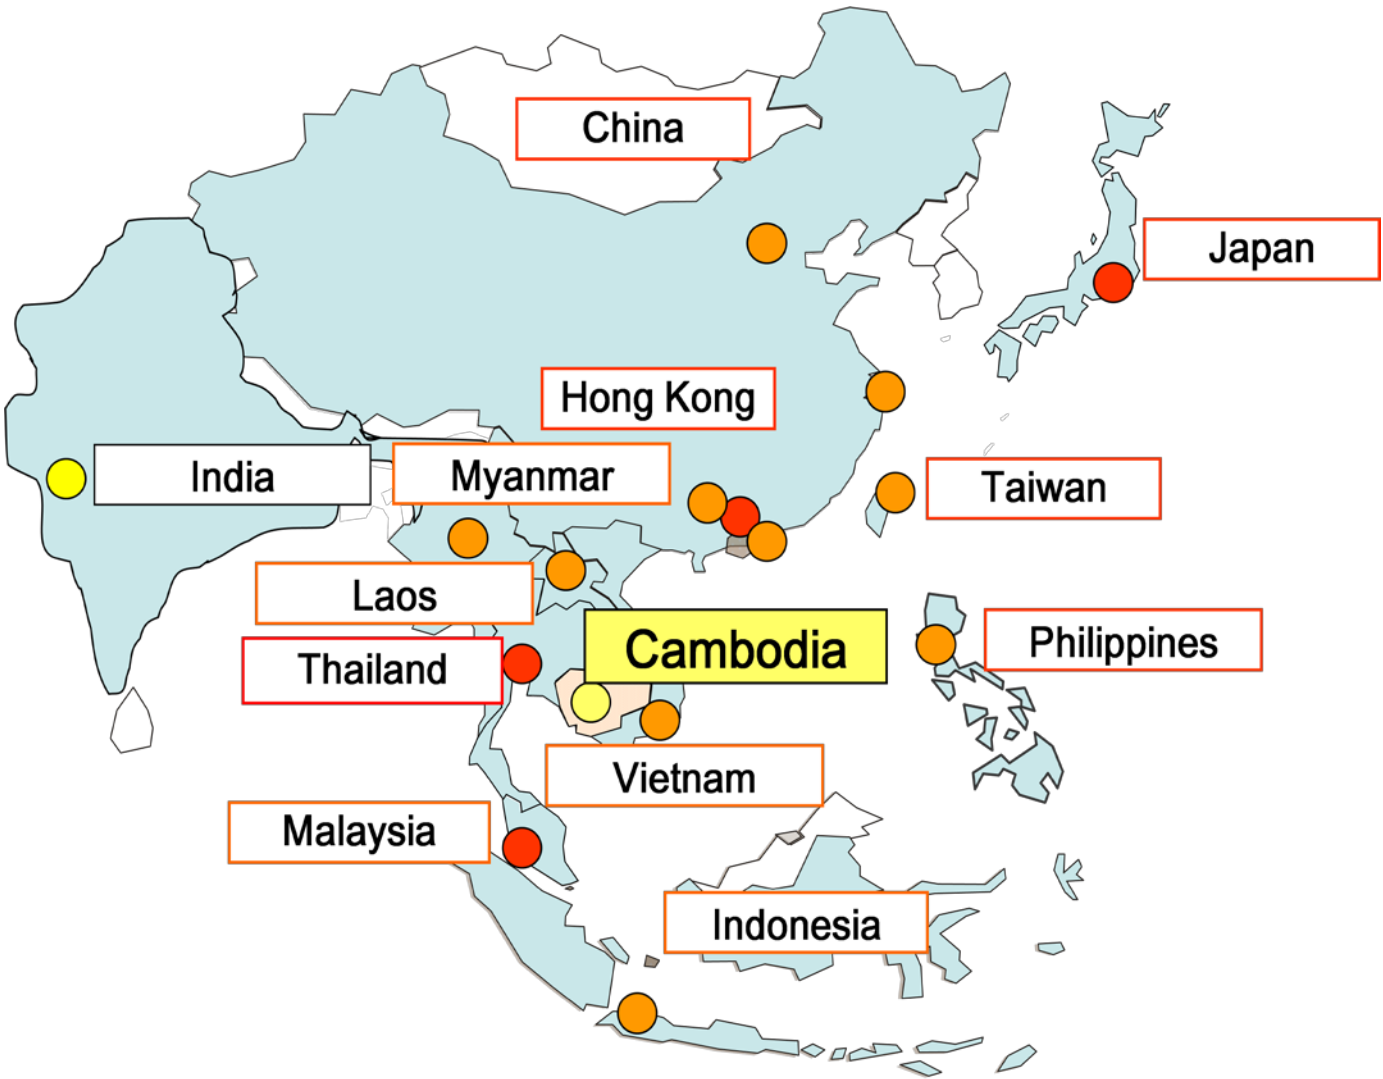 China
Japan
Hong Kong
India
Myanmar
Taiwan
Laos
Cambodia
Philippines
Thailand
Vietnam
Malaysia
Indonesia